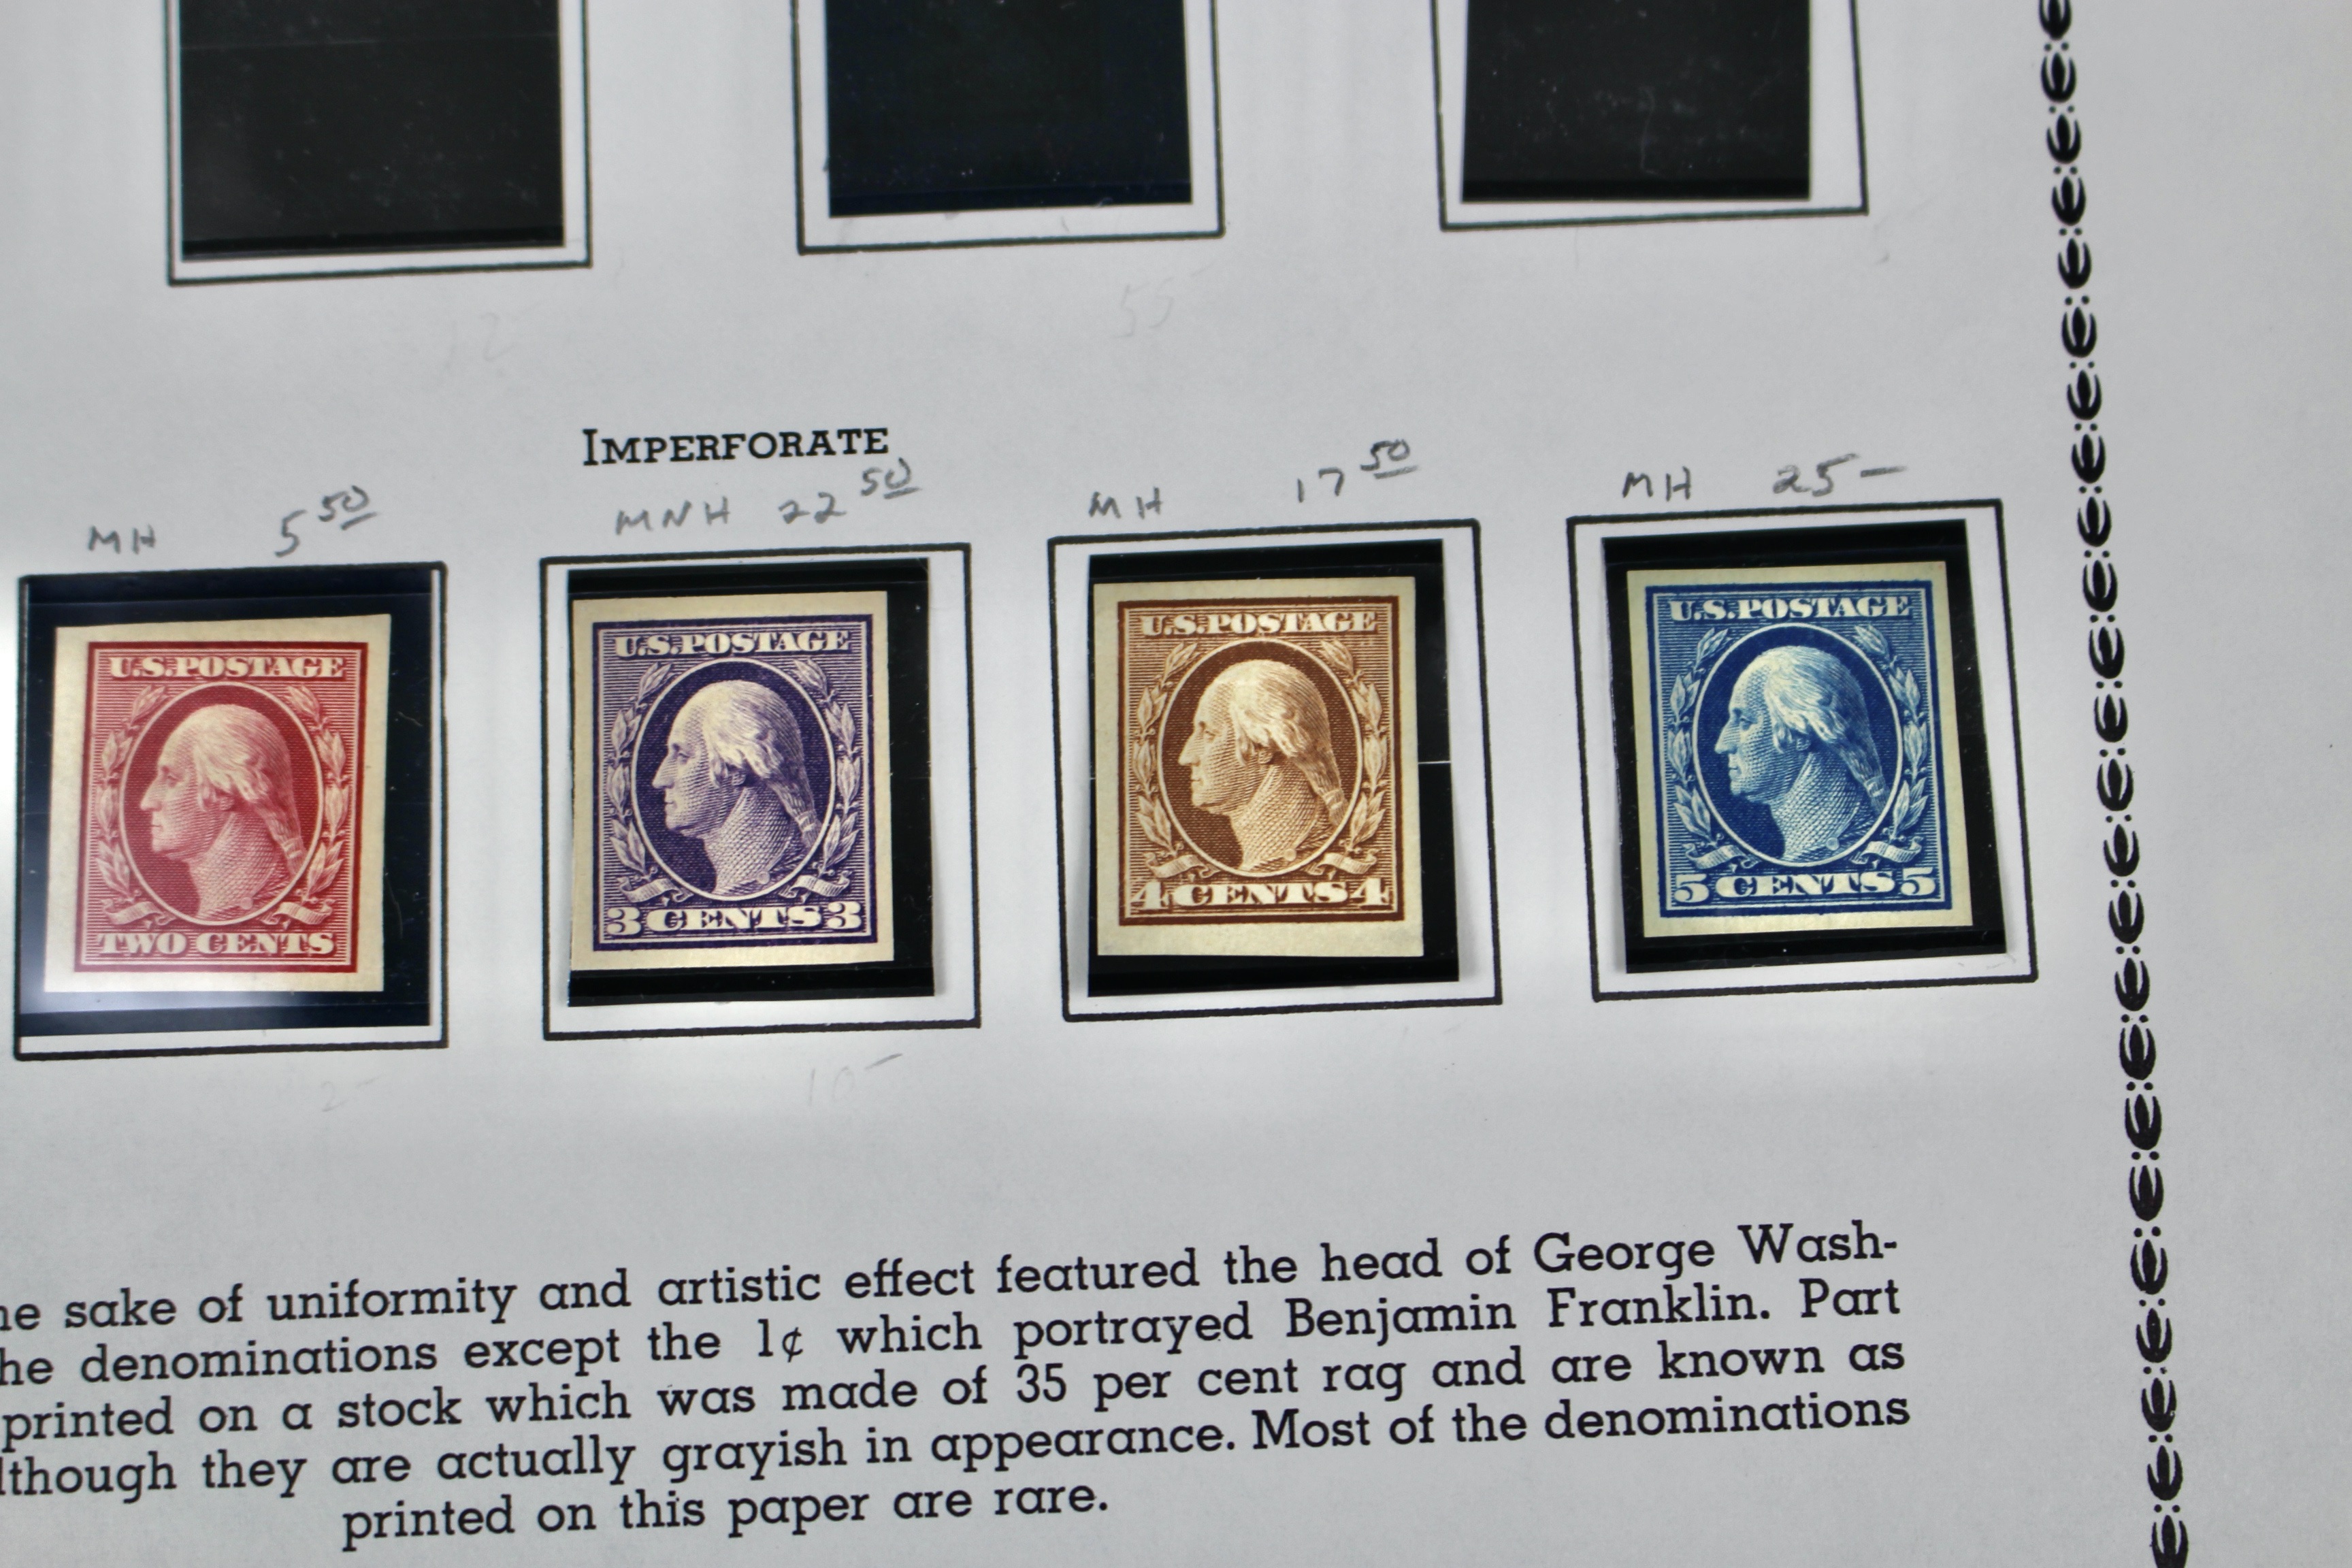 12
55
IMPERFORATE
MH 5 50
MNH 22 50
MH 17 50
MH 25 —
U.S.POSTAGE
TWO CENTS
U.S.POSTAGE
3 CENTS 3
U.S.POSTAGE
4 CENTS 4
U.S.POSTAGE
5 CENTS 5
2 -
10 -
sake of uniformity and artistic effect featured the head of George Wash-
he denominations except the 1¢ which portrayed Benjamin Franklin. Part
printed on a stock which was made of 35 per cent rag and are known as
lthough they are actually grayish in appearance. Most of the denominations
printed on this paper are rare.